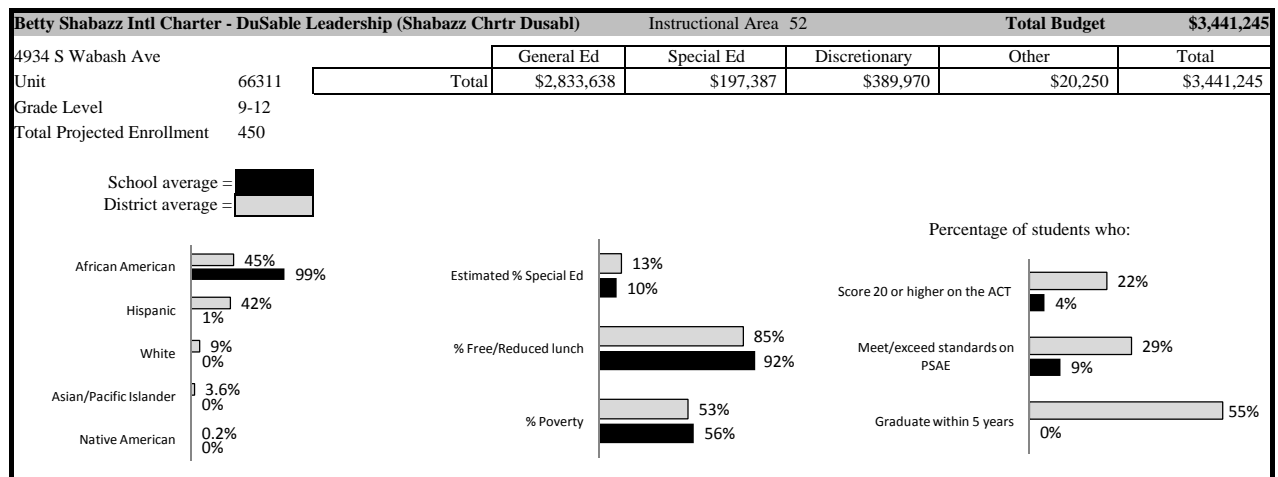 Betty Shabazz Intl Charter - DuSable Leadership (Shabazz Chrtr Dusabl) Instructional Area 52 Total Budget $3,441,245
4934 S Wabash Ave General Ed Special Ed Discretionary Other Total
Unit 66311 Total $2,833,638 $197,387 $389,970 $20,250 $3,441,245
Grade Level 9-12
Total Projected Enrollment 450
School average =
District average =
African American 45%
99%
Hispanic 42%
1%
White 9%
0%
Asian/Pacific Islander 3.6%
0%
Native American 0.2%
0%
Estimated % Special Ed 13%
10%
% Free/Reduced lunch 85%
92%
% Poverty 53%
56%
Percentage of students who:
Score 20 or higher on the ACT 22%
4%
Meet/exceed standards on
PSAE
29%
9%
Graduate within 5 years 55%
0%